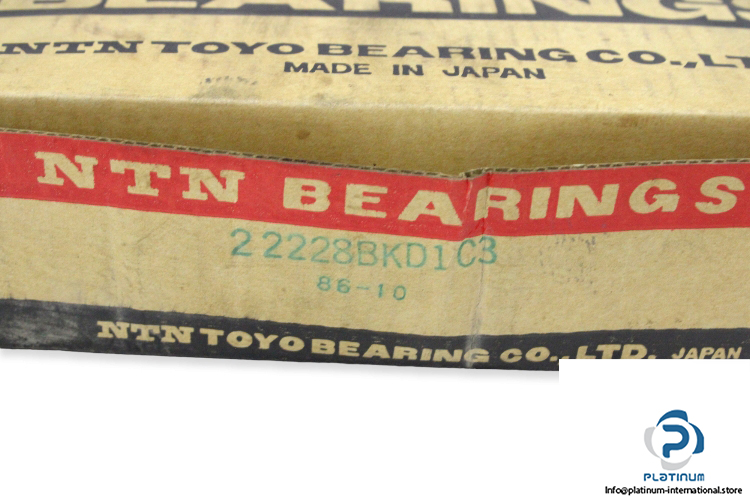 BEARINGS
NTN TOYO BEARING CO.,LT
MADE IN JAPAN
NTN BEARINGS
22228BKD1C3
86-10
NTN TOYO BEARING CO.,LTD. JAPAN
PLATINUM
Info@platinum-international.store